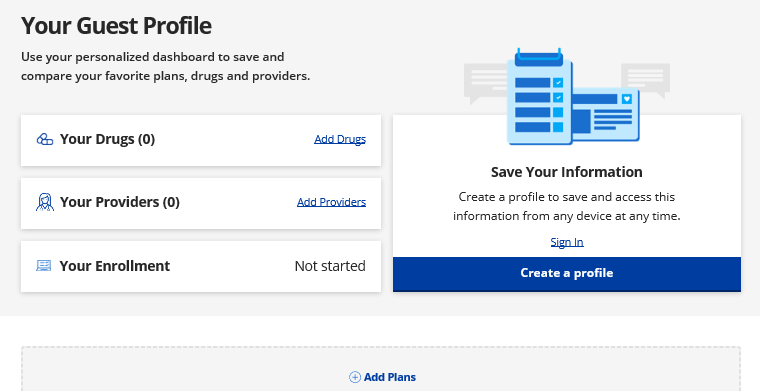 Your Guest Profile
Use your personalized dashboard to save and
compare your favorite plans, drugs and providers.
Your Drugs (0)
Add Drugs
Your Providers (0)
Add Providers
Your Enrollment
Not started
Save Your Information
Create a profile to save and access this
information from any device at any time.
Sign In
Create a profile
Add Plans